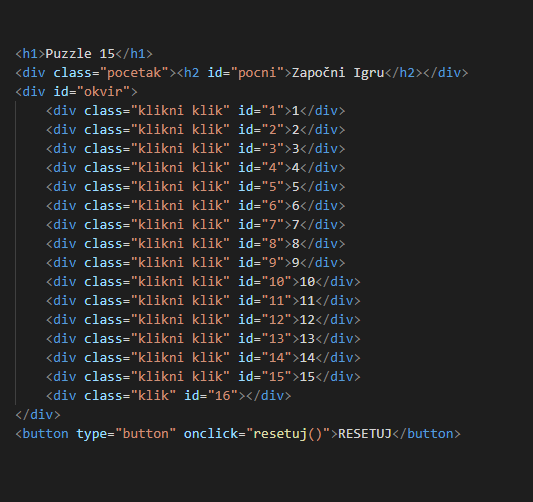 <h1>Puzzle 15</h1>
<div class="pocetak"><h2 id="pocni">Započni Igru</h2></div>
<div id="okvir">
<div class="klikni klik" id="1">1</div>
<div class="klikni klik" id="2">2</div>
<div class="klikni klik" id="3">3</div>
<div class="klikni klik" id="4">4</div>
<div class="klikni klik" id="5">5</div>
<div class="klikni klik" id="6">6</div>
<div class="klikni klik" id="7">7</div>
<div class="klikni klik" id="8">8</div>
<div class="klikni klik" id="9">9</div>
<div class="klikni klik" id="10">10</div>
<div class="klikni klik" id="11">11</div>
<div class="klikni klik" id="12">12</div>
<div class="klikni klik" id="13">13</div>
<div class="klikni klik" id="14">14</div>
<div class="klikni klik" id="15">15</div>
<div class="klik" id="16"></div>
</div>
<button type="button" onclick="resetuj()">RESETUJ</button>